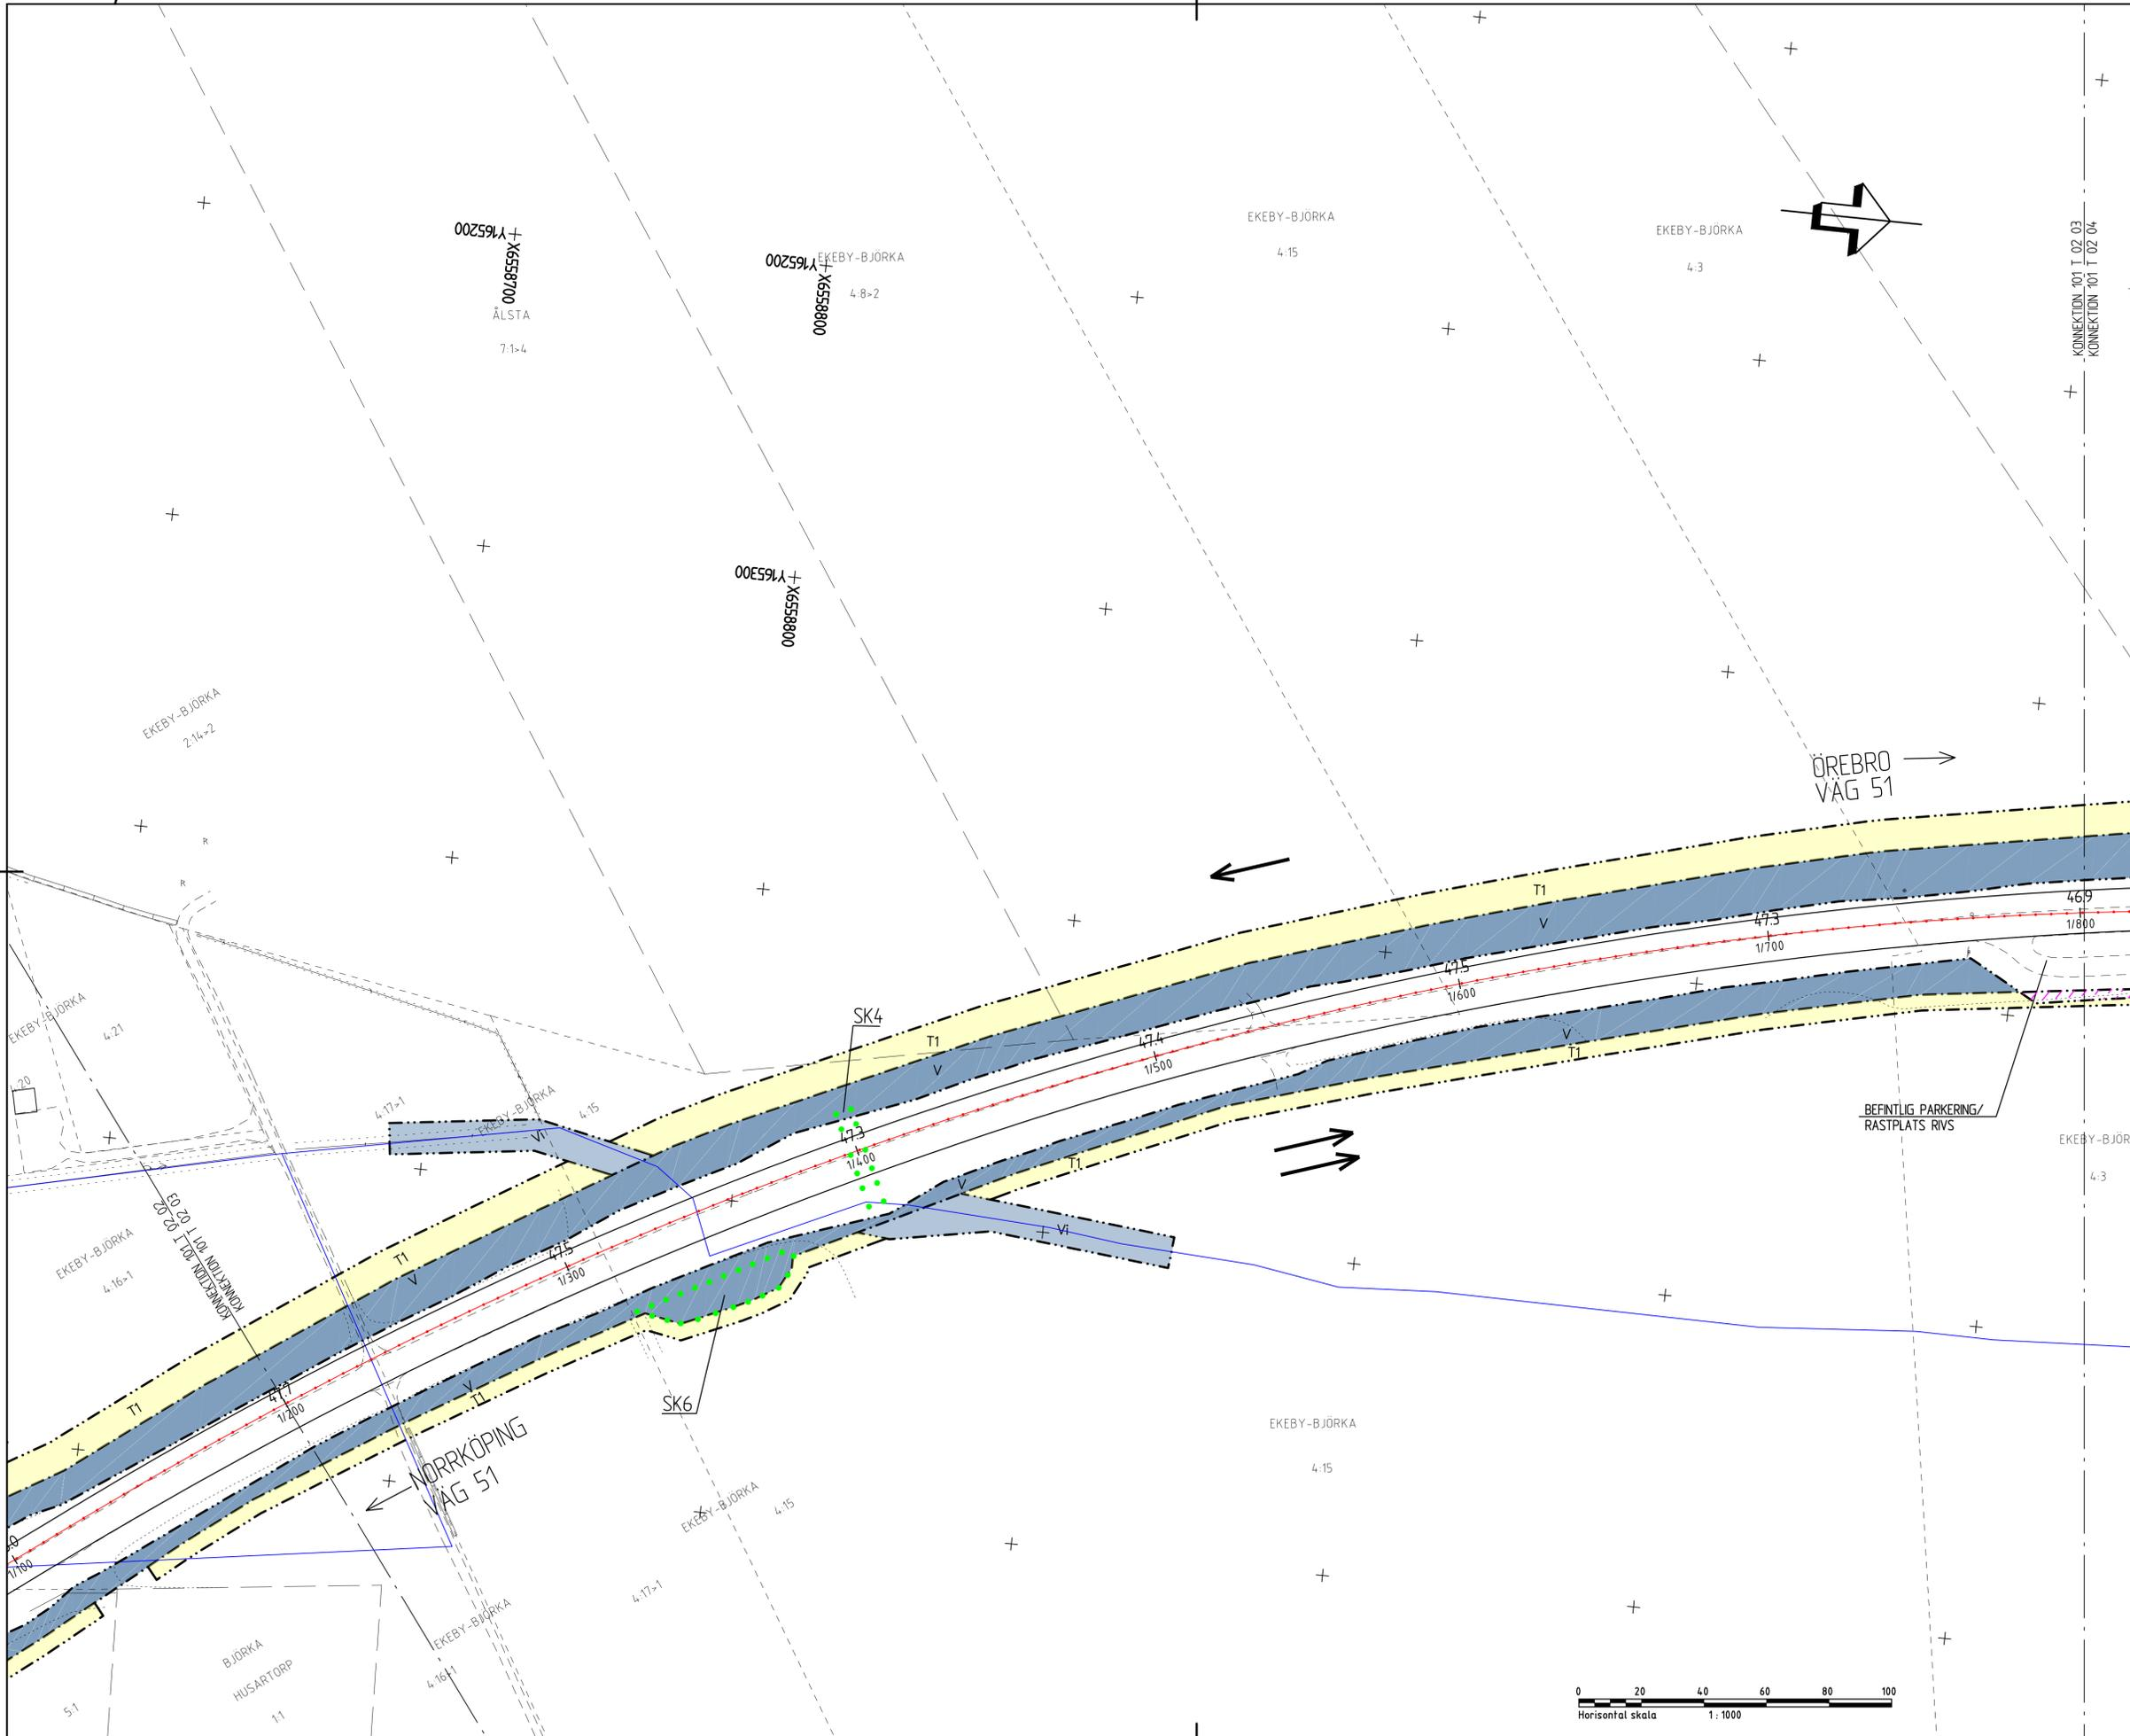 EKEBY-BJÖRKA
4:15
EKEBY-BJÖRKA
4:3
KONNEKTION 101 T 02 03
KONNEKTION 101 T 02 04
Y165200
X6558700
ÅLSTA
7:1>4
Y165200
X6558800
EKEBY-BJÖRKA
4:8>2
Y165300
X6558800
EKEBY-BJÖRKA
2:14>2
ÖREBRO
VÄG 51
R
R
T1
V
46.9
1/800
47.3
1/700
47.5
1/600
EKEBY-BJÖRKA
4:21
SK4
T1
V
47.4
1/500
V
T1
BEFINTLIG PARKERING/
RASTPLATS RIVS
4:17>1
EKEBY-BJÖRKA
4:15
Vi
47.3
1/400
T1
V
Vi
4:3
KONNEKTION 101 T 02 02
KONNEKTION 101 T 02 03
EKEBY-BJÖRKA
4:16>1
T1
V
47.5
1/300
47.7
1/200
T1
V
T1
SK6
NORRKÖPING
VÄG 51
EKEBY-BJÖRKA
4:15
EKEBY-BJÖRKA
4:15
1/100
4:17>1
EKEBY-BJÖRKA
4:16>1
BJÖRKA
HUSARTORP
1:1
5:1
0 20 40 60 80 100
Horisontal skala 1 : 1000